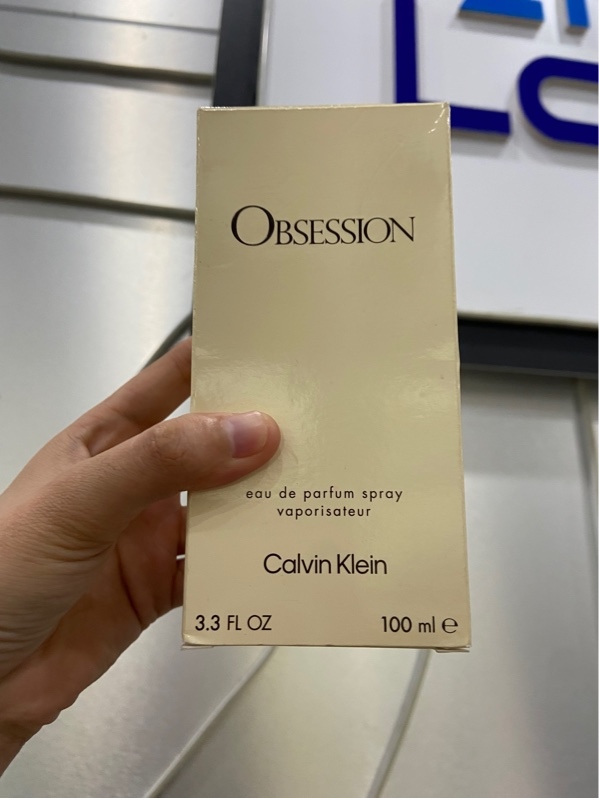 OBSESSION
eau de parfum spray
vaporisateur
Calvin Klein
3.3 FL OZ 100 ml ℮